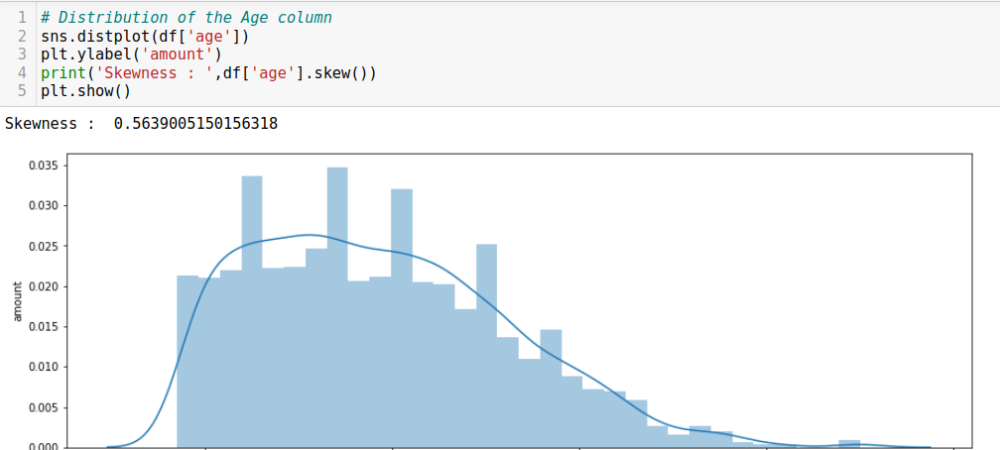 1 # Distribution of the Age column
2 sns.distplot(df['age'])
3 plt.ylabel('amount')
4 print('Skewness : ',df['age'].skew())
5 plt.show()
Skewness :  0.5639005150156318
0.035
0.030
0.025
0.020
0.015
0.010
0.005
0.000
amount